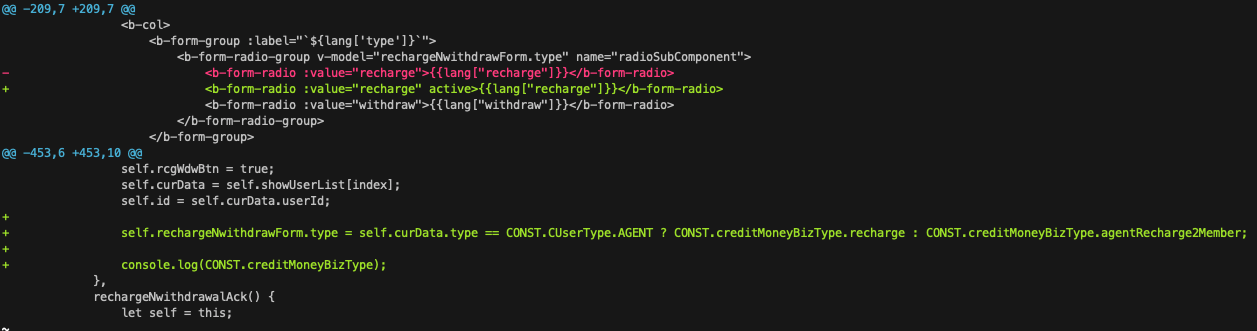 @@ -209,7 +209,7 @@
                <b-col>
                    <b-form-group :label="`${lang['type']}`">
                        <b-form-radio-group v-model="rechargeNwithdrawForm.type" name="radioSubComponent">
-                            <b-form-radio :value="recharge">{{lang["recharge"]}}</b-form-radio>
+                            <b-form-radio :value="recharge" active>{{lang["recharge"]}}</b-form-radio>
                            <b-form-radio :value="withdraw">{{lang["withdraw"]}}</b-form-radio>
                        </b-form-radio-group>
                    </b-form-group>
@@ -453,6 +453,10 @@
                self.rcgWdwBtn = true;
                self.curData = self.showUserList[index];
                self.id = self.curData.userId;
+
+                self.rechargeNwithdrawForm.type = self.curData.type == CONST.CUserType.AGENT ? CONST.creditMoneyBizType.recharge : CONST.creditMoneyBizType.agentRecharge2Member;
+
+                console.log(CONST.creditMoneyBizType);
            },
            rechargeNwithdrawalAck() {
                let self = this;
~